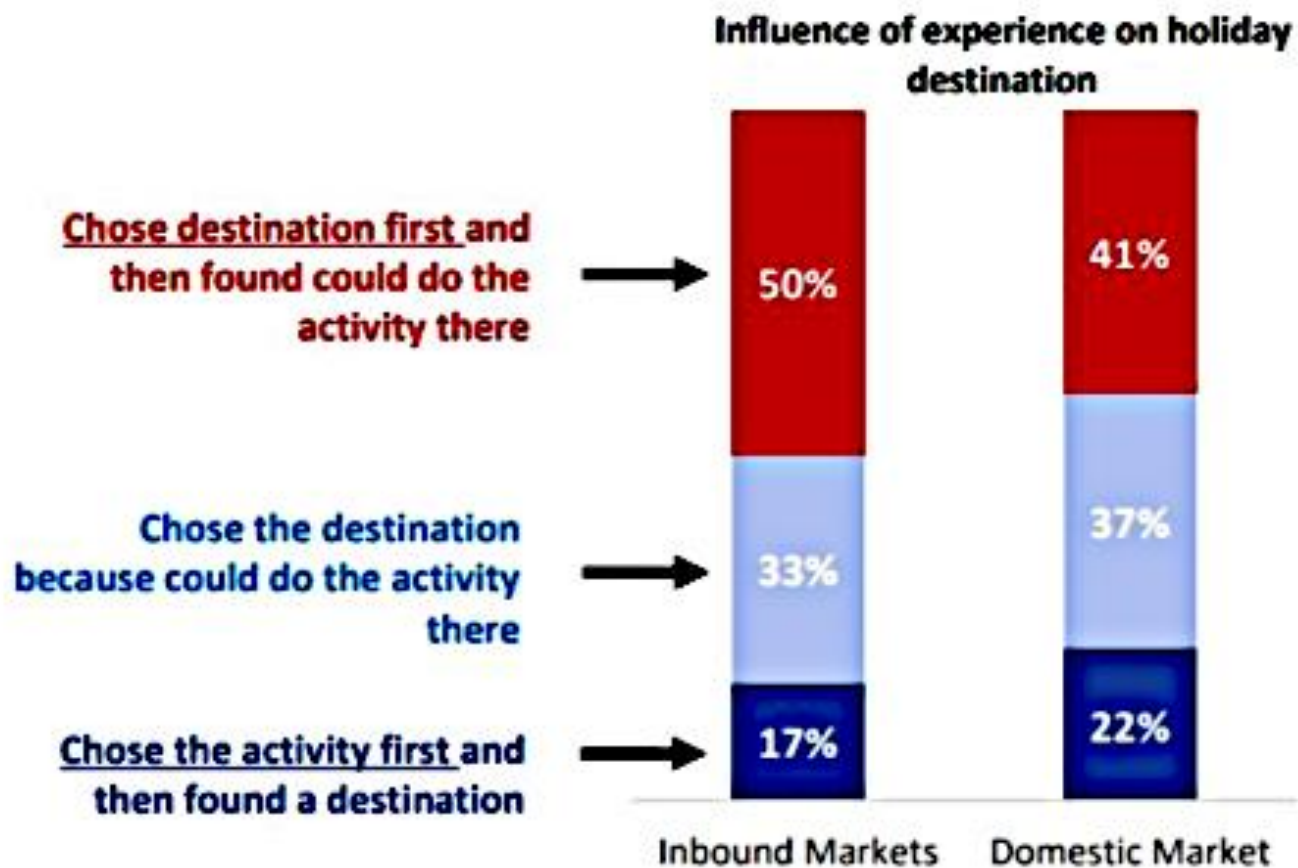 Influence of experience on holiday
destination
Chose destination first and
then found could do the
activity there
50%
41%
Chose the destination
because could do the activity
there
33%
37%
Chose the activity first and
then found a destination
17%
22%
Inbound Markets
Domestic Market